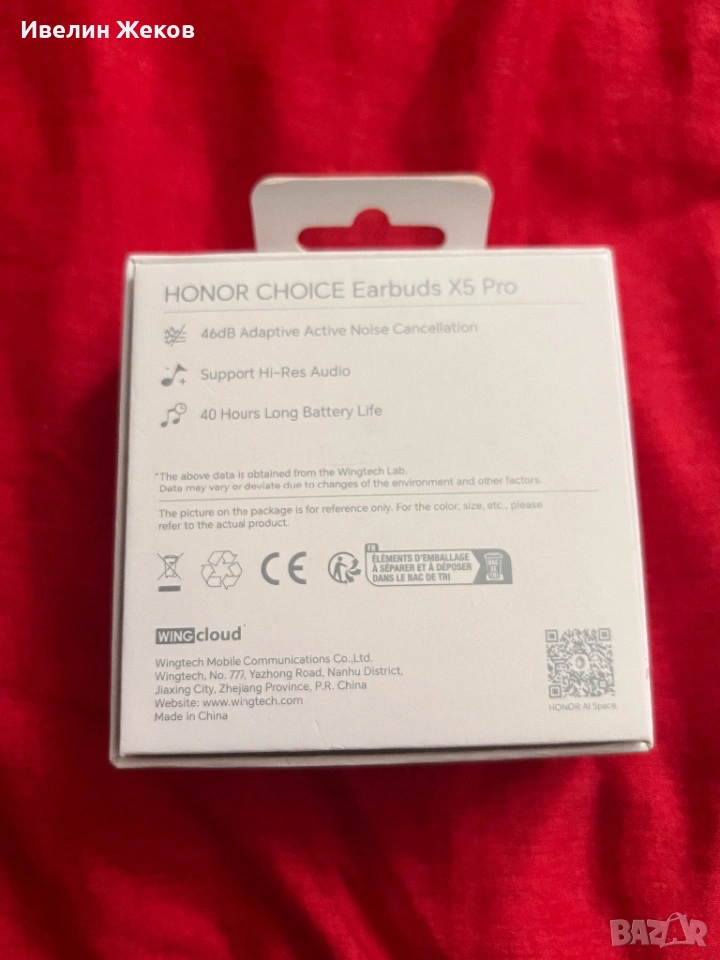 Ивелин Жеков
HONOR CHOICE Earbuds X5 Pro
46dB Adaptive Active Noise Cancellation
Support Hi-Res Audio
40 Hours Long Battery Life
*The above data is obtained from the Wingtech Lab.
Data may vary or deviate due to changes of the environment and other factors.
The picture on the package is for reference only. For the color, size, etc., please
refer to the actual product.
CE
FR
ÉLÉMENTS D'EMBALLAGE
À SÉPARER ET À DÉPOSER
DANS LE BAC DE TRI
BAC
DE
TRI
WINGcloud
Wingtech Mobile Communications Co.,Ltd.
Wingtech, No. 777, Yazhong Road, Nanhu District,
Jiaxing City, Zhejiang Province, P.R. China
Website: www.wingtech.com
Made in China
HONOR AI Space
BAZAR